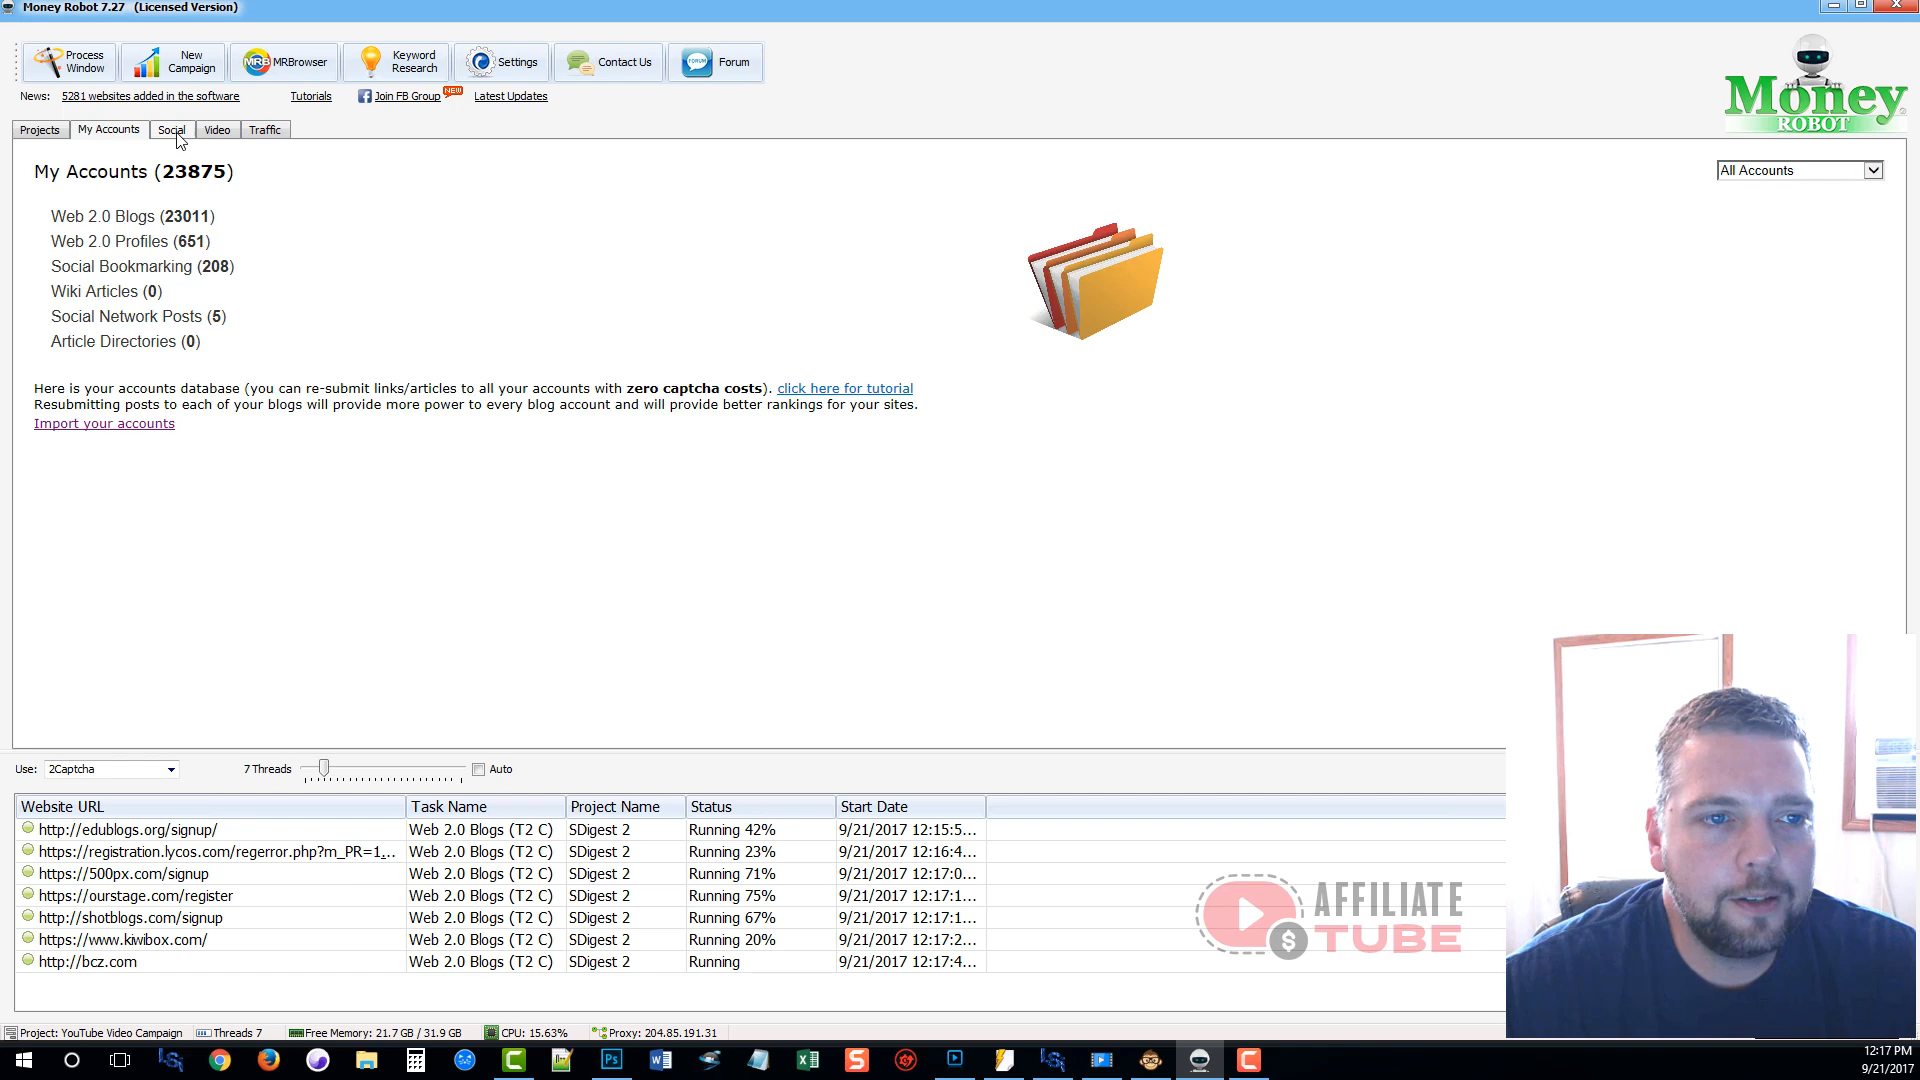 Money Robot 7.27 (Licensed Version)
Process Window
New Campaign
MRB MRBrowser
Keyword Research
Settings
Contact Us
FORUM Forum
News: 5281 websites added in the software Tutorials Join FB Group NEW Latest Updates
Money ROBOT
Projects My Accounts Social Video Traffic
My Accounts (23875)
All Accounts
Web 2.0 Blogs (23011)
Web 2.0 Profiles (651)
Social Bookmarking (208)
Wiki Articles (0)
Social Network Posts (5)
Article Directories (0)
Here is your accounts database (you can re-submit links/articles to all your accounts with zero captcha costs). click here for tutorial
Resubmitting posts to each of your blogs will provide more power to every blog account and will provide better rankings for your sites.
Import your accounts
Use: 2Captcha 7 Threads Auto
Website URL Task Name Project Name Status Start Date
http://edublogs.org/signup/ Web 2.0 Blogs (T2 C) SDigest 2 Running 42% 9/21/2017 12:15:5...
https://registration.lycos.com/regerror.php?m_PR=1... Web 2.0 Blogs (T2 C) SDigest 2 Running 23% 9/21/2017 12:16:4...
https://500px.com/signup Web 2.0 Blogs (T2 C) SDigest 2 Running 71% 9/21/2017 12:17:0...
https://ourstage.com/register Web 2.0 Blogs (T2 C) SDigest 2 Running 75% 9/21/2017 12:17:1...
http://shotblogs.com/signup Web 2.0 Blogs (T2 C) SDigest 2 Running 67% 9/21/2017 12:17:1...
https://www.kiwibox.com/ Web 2.0 Blogs (T2 C) SDigest 2 Running 20% 9/21/2017 12:17:2...
http://bcz.com Web 2.0 Blogs (T2 C) SDigest 2 Running 9/21/2017 12:17:4...
AFFILIATE
TUBE
Project: YouTube Video Campaign Threads 7 Free Memory: 21.7 GB / 31.9 GB CPU: 15.63% Proxy: 204.85.191.31
12:17 PM
9/21/2017